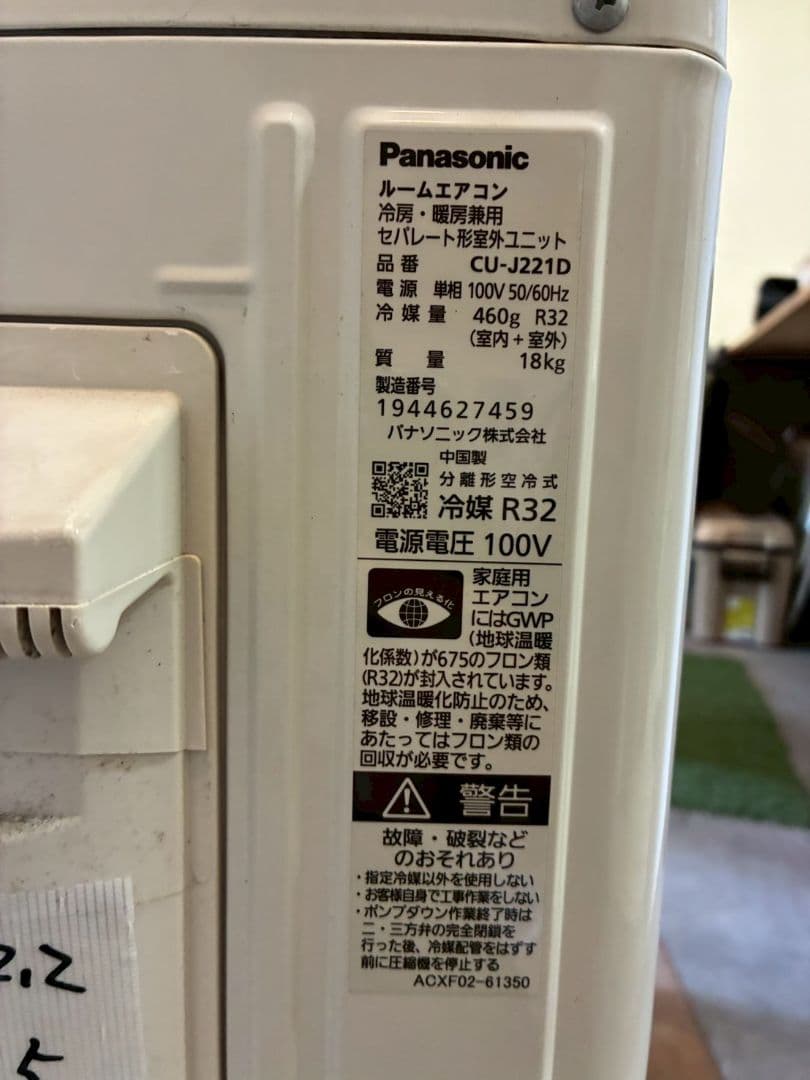 Panasonic
ルームエアコン
冷房・暖房兼用
セパレート形室外ユニット
品番 CU-J221D
電源 単相 100V 50/60Hz
冷媒量 460g R32
(室内+室外)
質量 18kg
製造番号
1944627459
パナソニック株式会社
中国製
分離形空冷式
冷媒 R32
電源電圧 100V
フロンの見える化
家庭用
エアコン
にはGWP
(地球温暖
化係数)が675のフロン類
(R32)が封入されています。
地球温暖化防止のため、
移設・修理・廃棄等に
あたってはフロン類の
回収が必要です。
警告
故障・破裂など
のおそれあり
・指定冷媒以外を使用しない
・お客様自身で工事作業をしない
・ポンプダウン作業終了時は
二・三方弁の完全閉鎖を
行った後、冷媒配管をはずす
前に圧縮機を停止する
ACXF02-61350
2.2
5